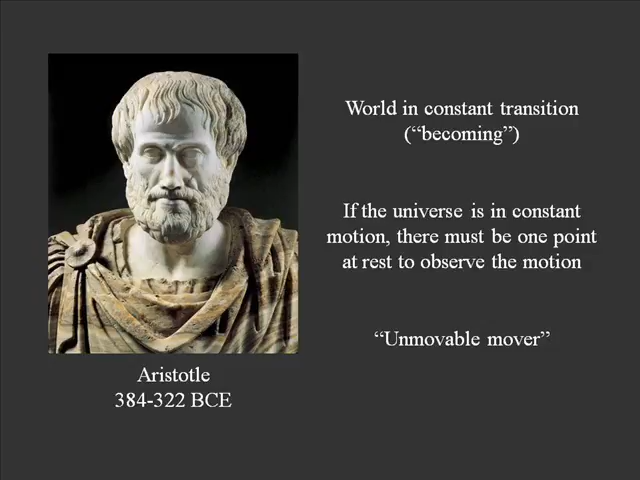 World in constant transition
(“becoming”)
If the universe is in constant
motion, there must be one point
at rest to observe the motion
“Unmovable mover”
Aristotle
384-322 BCE